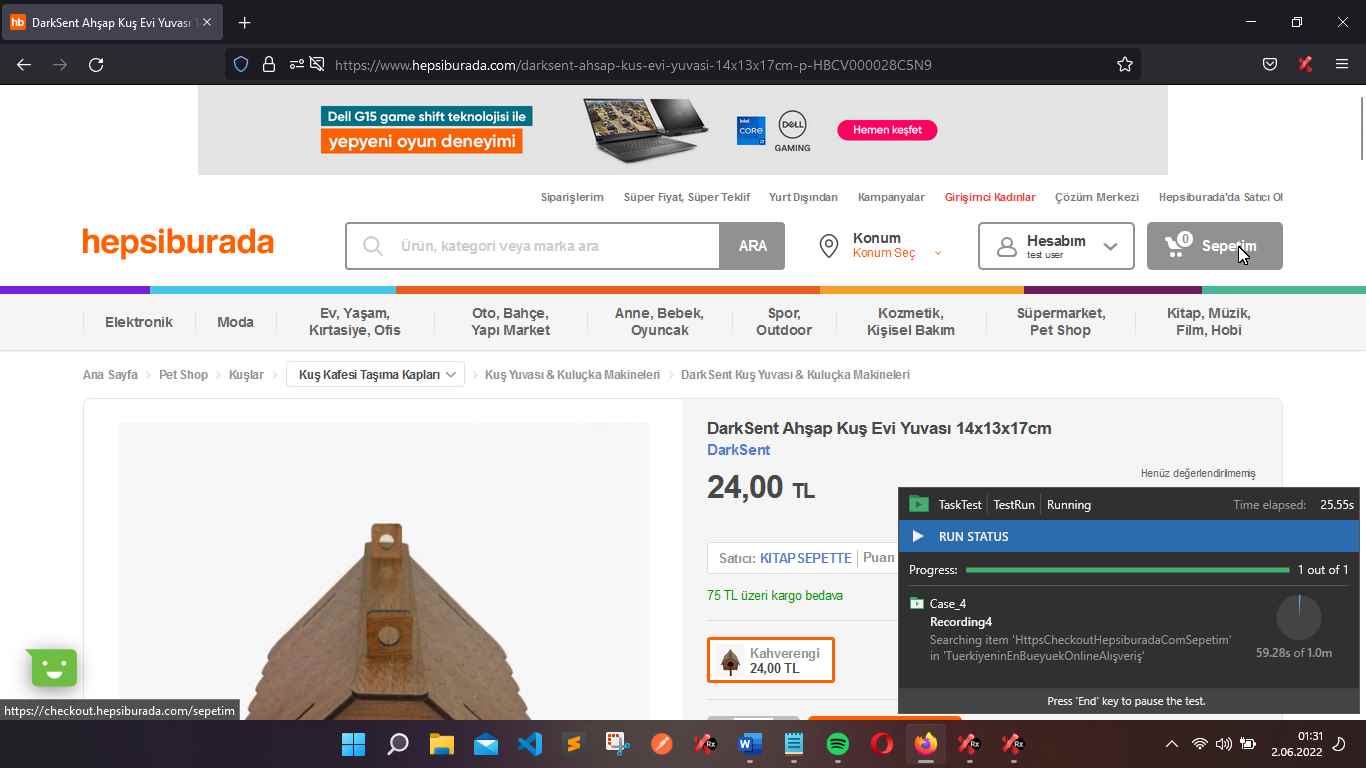 DarkSent Ahşap Kuş Evi Yuvası
https://www.hepsiburada.com/darksent-ahsap-kus-evi-yuvasi-14x13x17cm-p-HBCV000028C5N9
Dell G15 game shift teknolojisi ile
yepyeni oyun deneyimi
intel
CORE
i7
DELL
GAMING
Hemen keşfet
Siparişlerim Süper Fiyat, Süper Teklif Yurt Dışından Kampanyalar Girişimci Kadınlar Çözüm Merkezi Hepsiburada'da Satıcı Ol
hepsiburada
Ürün, kategori veya marka ara
ARA
Konum
Konum Seç
Hesabım
test user
0
Sepetim
Elektronik
Moda
Ev, Yaşam,
Kırtasiye, Ofis
Oto, Bahçe,
Yapı Market
Anne, Bebek,
Oyuncak
Spor,
Outdoor
Kozmetik,
Kişisel Bakım
Süpermarket,
Pet Shop
Kitap, Müzik,
Film, Hobi
Ana Sayfa Pet Shop Kuşlar Kuş Kafesi Taşıma Kapları Kuş Yuvası & Kuluçka Makineleri DarkSent Kuş Yuvası & Kuluçka Makineleri
DarkSent Ahşap Kuş Evi Yuvası 14x13x17cm
DarkSent
Henüz değerlendirilmemiş
24,00 TL
Satıcı: KITAPSEPETTE Puan
75 TL üzeri kargo bedava
Kahverengi
24,00 TL
TaskTest TestRun Running Time elapsed: 25.55s
RUN STATUS
Progress: 1 out of 1
Case_4
Recording4
Searching item 'HttpsCheckoutHepsiburadaComSepetim'
in 'TuerkiyeninEnBueyuekOnlineAlışveriş'
59.28s of 1.0m
Press 'End' key to pause the test.
https://checkout.hepsiburada.com/sepetim
01:31
2.06.2022